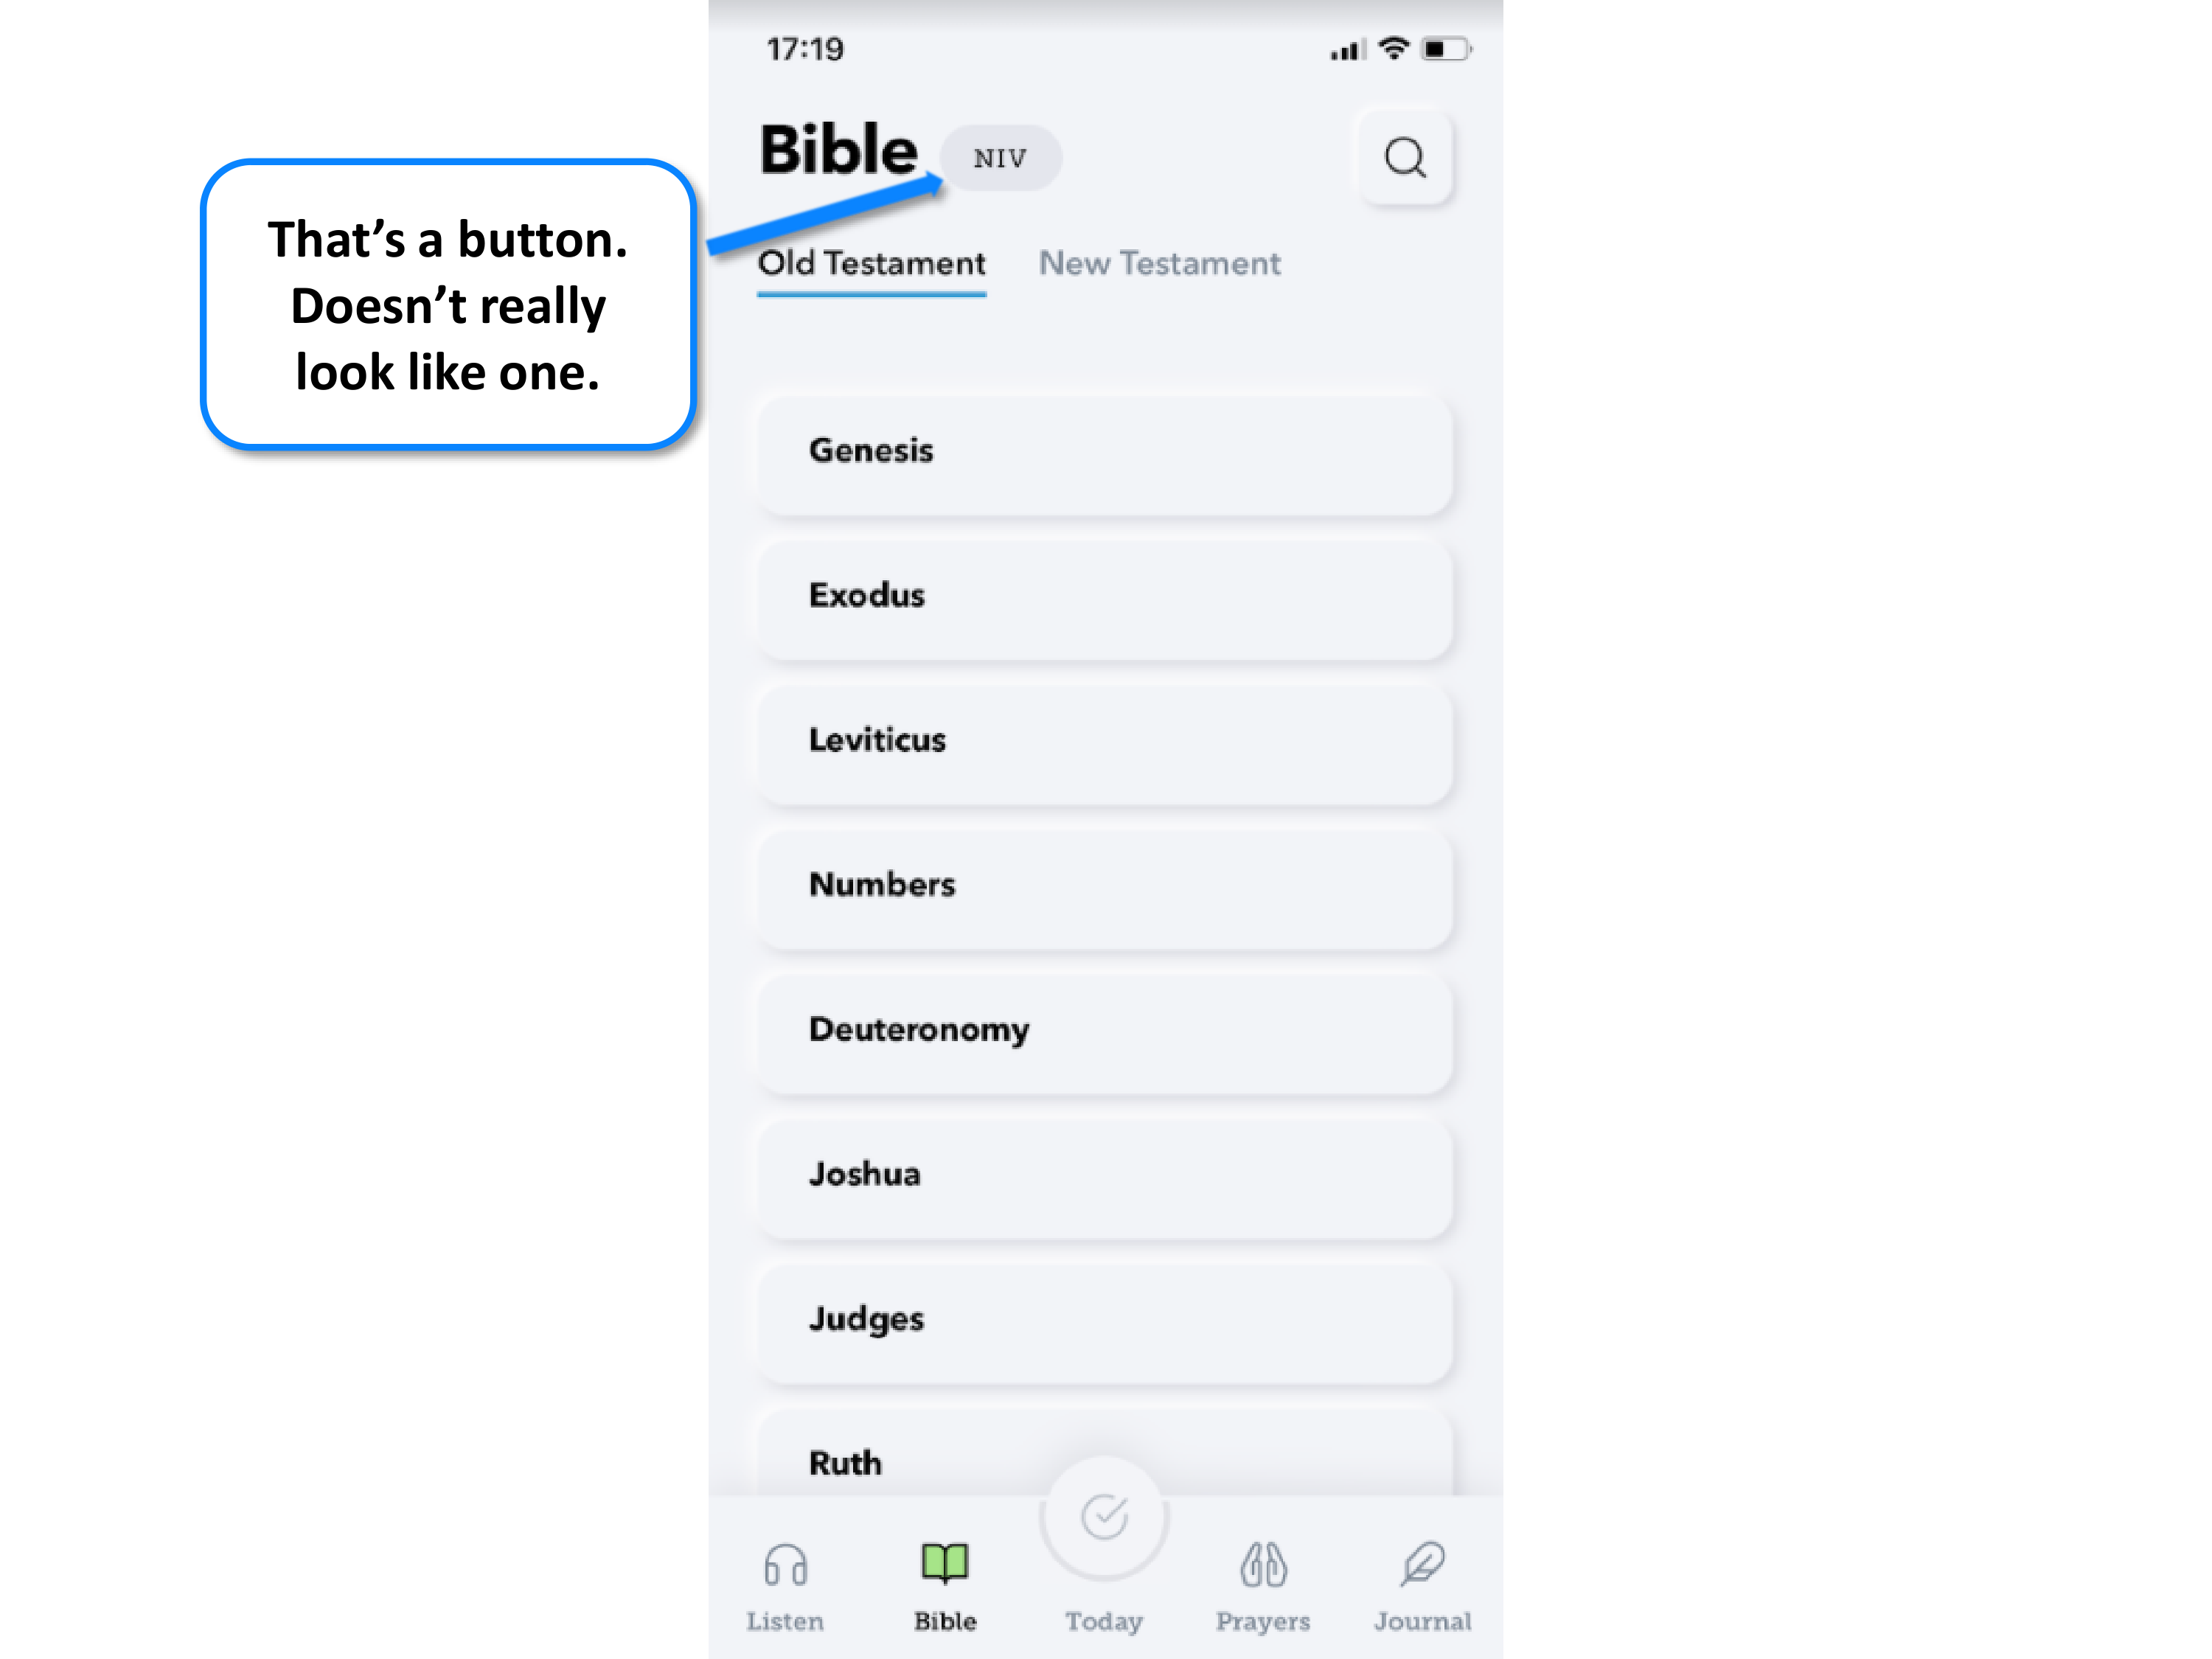 17:19
Bible NIV
That’s a button.
Doesn’t really
look like one.
Old Testament New Testament
Genesis
Exodus
Leviticus
Numbers
Deuteronomy
Joshua
Judges
Ruth
Listen Bible Today Prayers Journal